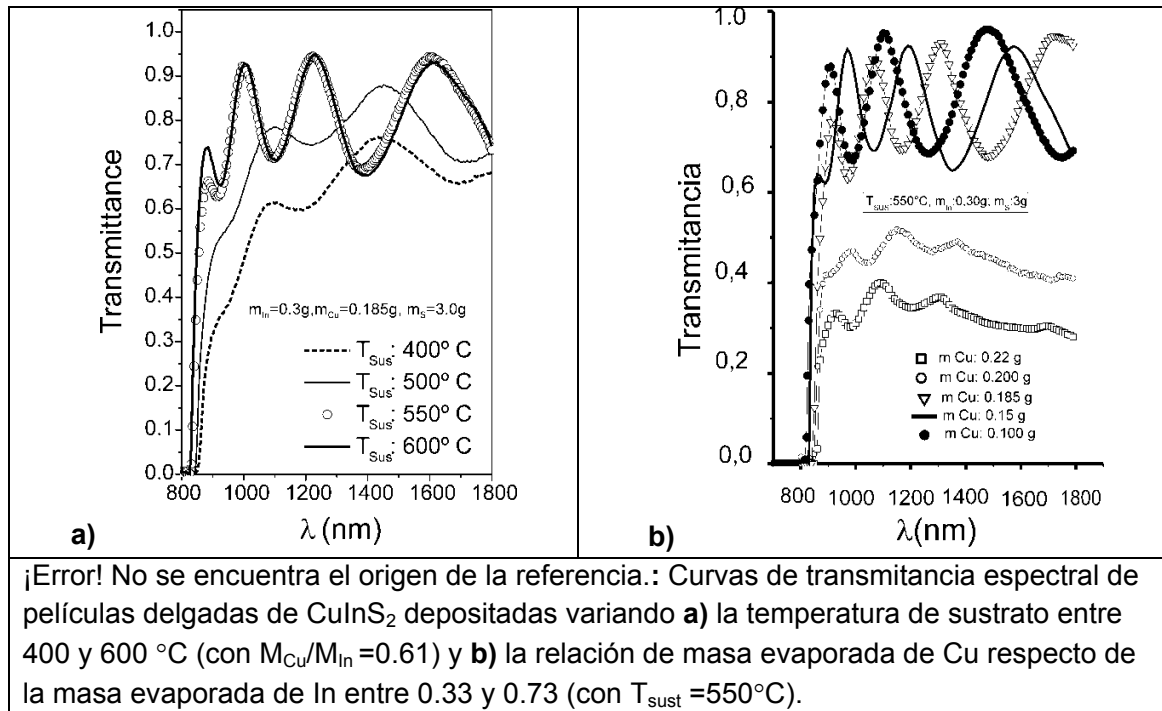 1.0
0.9
0.8
0.7
0.6
0.5
0.4
0.3
0.2
0.1
0.0
Transmittance
m_In=0.3g,m_Cu=0.185g, m_S=3.0g
T_Sus: 400º C
T_Sus: 500º C
T_Sus: 550º C
T_Sus: 600º C
800 1000 1200 1400 1600 1800
λ (nm)
a)
1,0
0,8
0,6
0,4
0,2
0,0
Transmitancia
T_sus:550°C, m_In:0,30g; m_S:3g
m Cu: 0.22 g
m Cu: 0.200 g
m Cu: 0.185 g
m Cu: 0.15 g
m Cu: 0.100 g
800 1000 1200 1400 1600 1800
λ(nm)
b)
¡Error! No se encuentra el origen de la referencia.: Curvas de transmitancia espectral de
películas delgadas de CuInS₂ depositadas variando a) la temperatura de sustrato entre
400 y 600 °C (con M_Cu/M_In =0.61) y b) la relación de masa evaporada de Cu respecto de
la masa evaporada de In entre 0.33 y 0.73 (con T_sust =550°C).